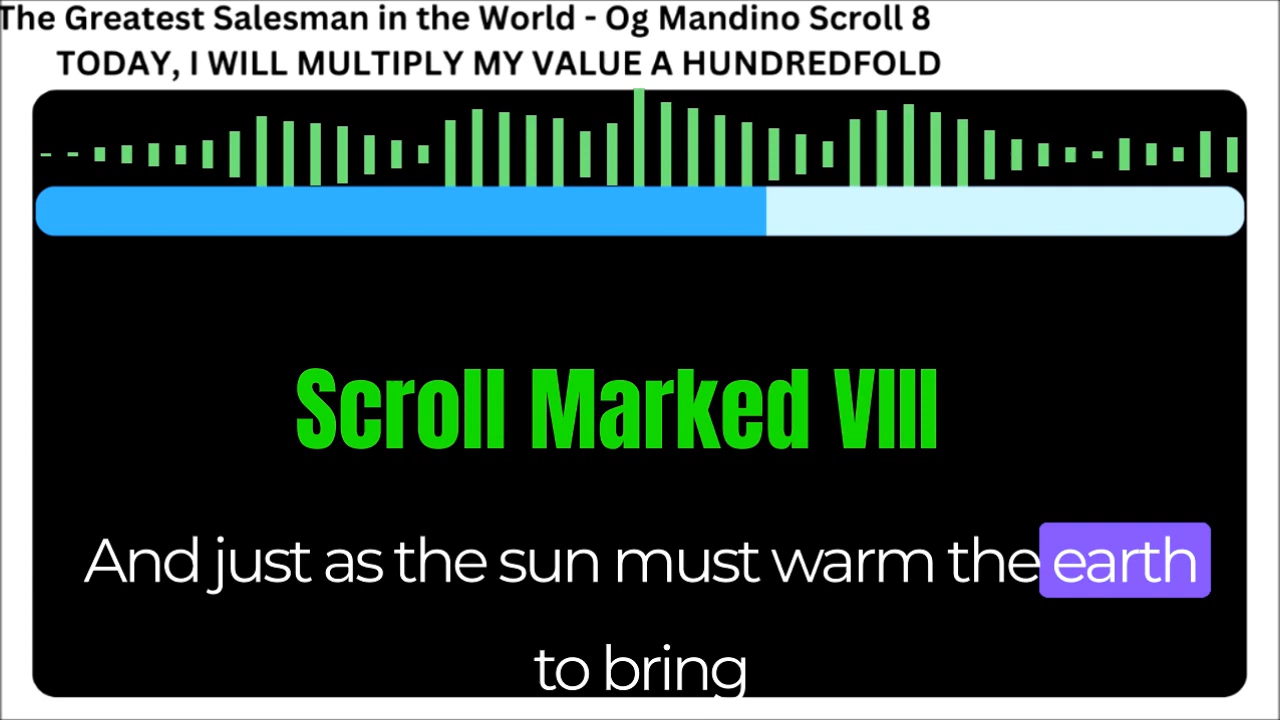 The Greatest Salesman in the World - Og Mandino Scroll 8
TODAY, I WILL MULTIPLY MY VALUE A HUNDREDFOLD
Scroll Marked VIII
And just as the sun must warm the earth
to bring